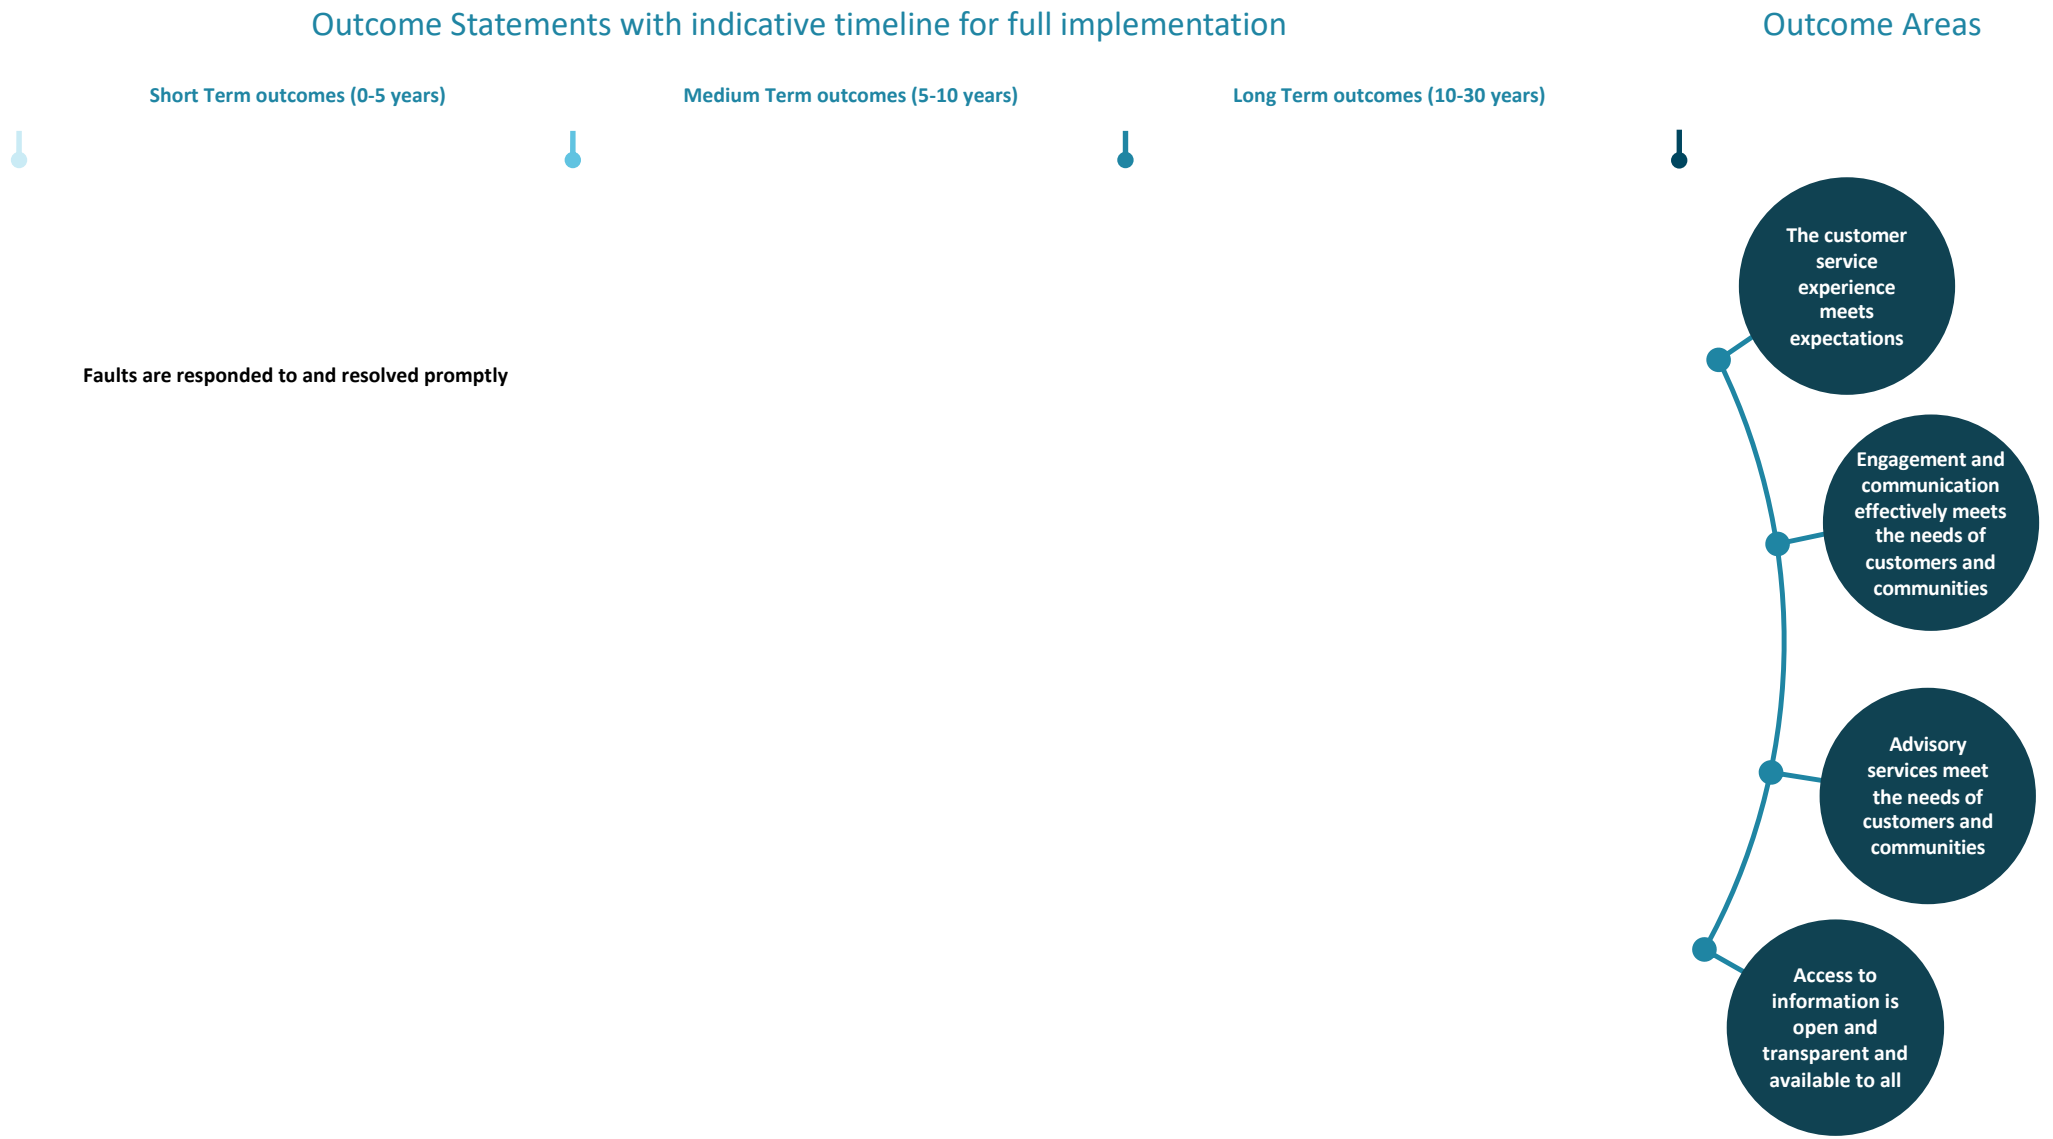 Outcome Statements with indicative timeline for full implementation
Outcome Areas
Short Term outcomes (0-5 years)
Medium Term outcomes (5-10 years)
Long Term outcomes (10-30 years)
The customer
service
experience
meets
expectations
Faults are responded to and resolved promptly
Engagement and
communication
effectively meets
the needs of
customers and
communities
Advisory
services meet
the needs of
customers and
communities
Access to
information is
open and
transparent and
available to all